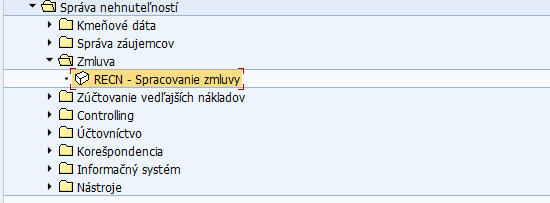 Správa nehnuteľností
Kmeňové dáta
Správa záujemcov
Zmluva
RECN - Spracovanie zmluvy
Zúčtovanie vedľajších nákladov
Controlling
Účtovníctvo
Korešpondencia
Informačný systém
Nástroje